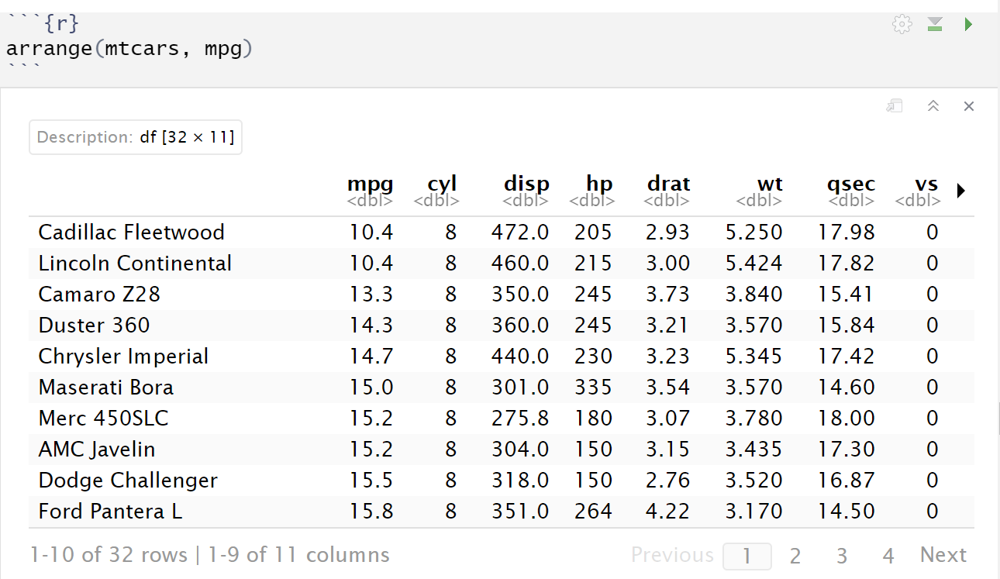 ```{r}
arrange(mtcars, mpg)
```
Description: df [32 × 11]
mpg cyl disp hp drat wt qsec vs
<dbl> <dbl> <dbl> <dbl> <dbl> <dbl> <dbl> <dbl>
Cadillac Fleetwood 10.4 8 472.0 205 2.93 5.250 17.98 0
Lincoln Continental 10.4 8 460.0 215 3.00 5.424 17.82 0
Camaro Z28 13.3 8 350.0 245 3.73 3.840 15.41 0
Duster 360 14.3 8 360.0 245 3.21 3.570 15.84 0
Chrysler Imperial 14.7 8 440.0 230 3.23 5.345 17.42 0
Maserati Bora 15.0 8 301.0 335 3.54 3.570 14.60 0
Merc 450SLC 15.2 8 275.8 180 3.07 3.780 18.00 0
AMC Javelin 15.2 8 304.0 150 3.15 3.435 17.30 0
Dodge Challenger 15.5 8 318.0 150 2.76 3.520 16.87 0
Ford Pantera L 15.8 8 351.0 264 4.22 3.170 14.50 0
1-10 of 32 rows | 1-9 of 11 columns Previous 1 2 3 4 Next